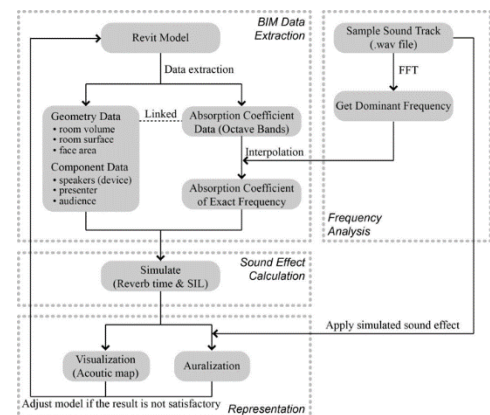 BIM Data
Extraction
Revit Model
Data extraction
Geometry Data
• room volume
• room surface
• face area
Component Data
• speakers (device)
• presenter
• audience
Linked
Absorption Coefficient
Data (Octave Bands)
Interpolation
Absorption Coefficient
of Exact Frequency
Sample Sound Track
(.wav file)
FFT
Get Dominant Frequency
Frequency
Analysis
Sound Effect
Calculation
Simulate
(Reverb time & SIL)
Apply simulated sound effect
Visualization
(Acoutic map)
Auralization
Adjust model if the result is not satisfactory
Representation